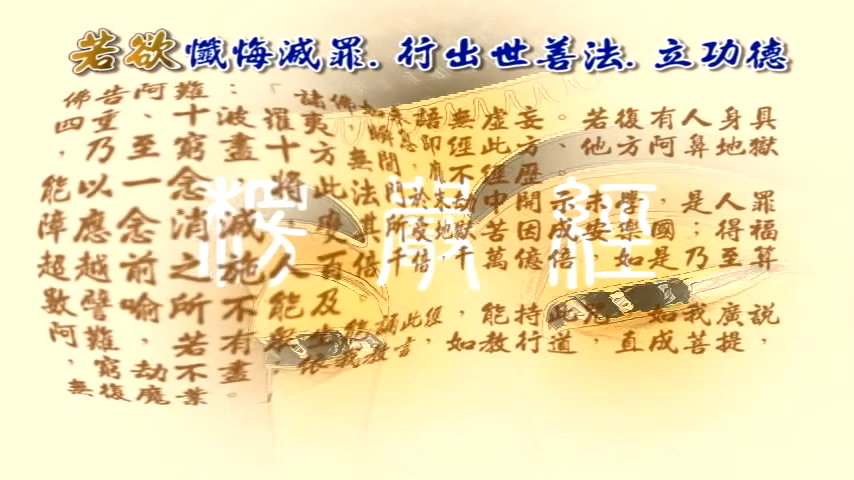 若欲懺悔滅罪. 行出世善法. 立功德
佛告阿難：諸佛如來語無虛妄。若復有人身具
四重、十波羅夷，瞬息即經此方、他方阿鼻地獄
，乃至窮盡十方無間，靡不經歷。
能以一念，將此法門於末劫中開示未學，是人罪
障應念消滅，變其所受地獄苦因成安樂國；得福
超越前之施人百倍千倍，千萬億倍，如是乃至算
數譬喻所不能及。
阿難，若有眾生能誦此經，能持此咒，如我廣說
，窮劫不盡。依我教言，如教行道，直成菩提，
無復魔業。
楞嚴經